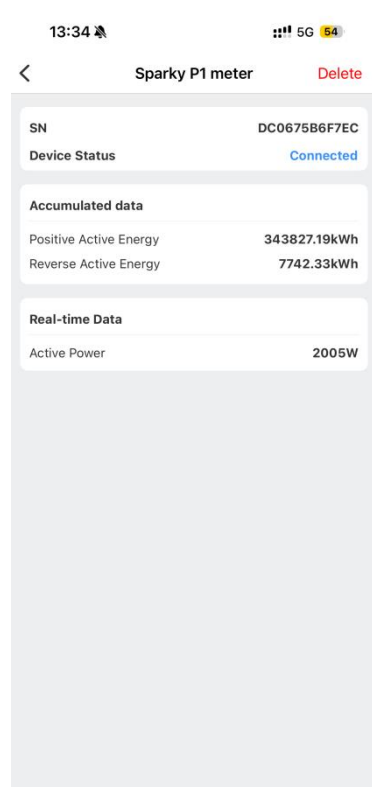 13:34 5G 54
Sparky P1 meter Delete
SN DC0675B6F7EC
Device Status Connected
Accumulated data
Positive Active Energy 343827.19kWh
Reverse Active Energy 7742.33kWh
Real-time Data
Active Power 2005W